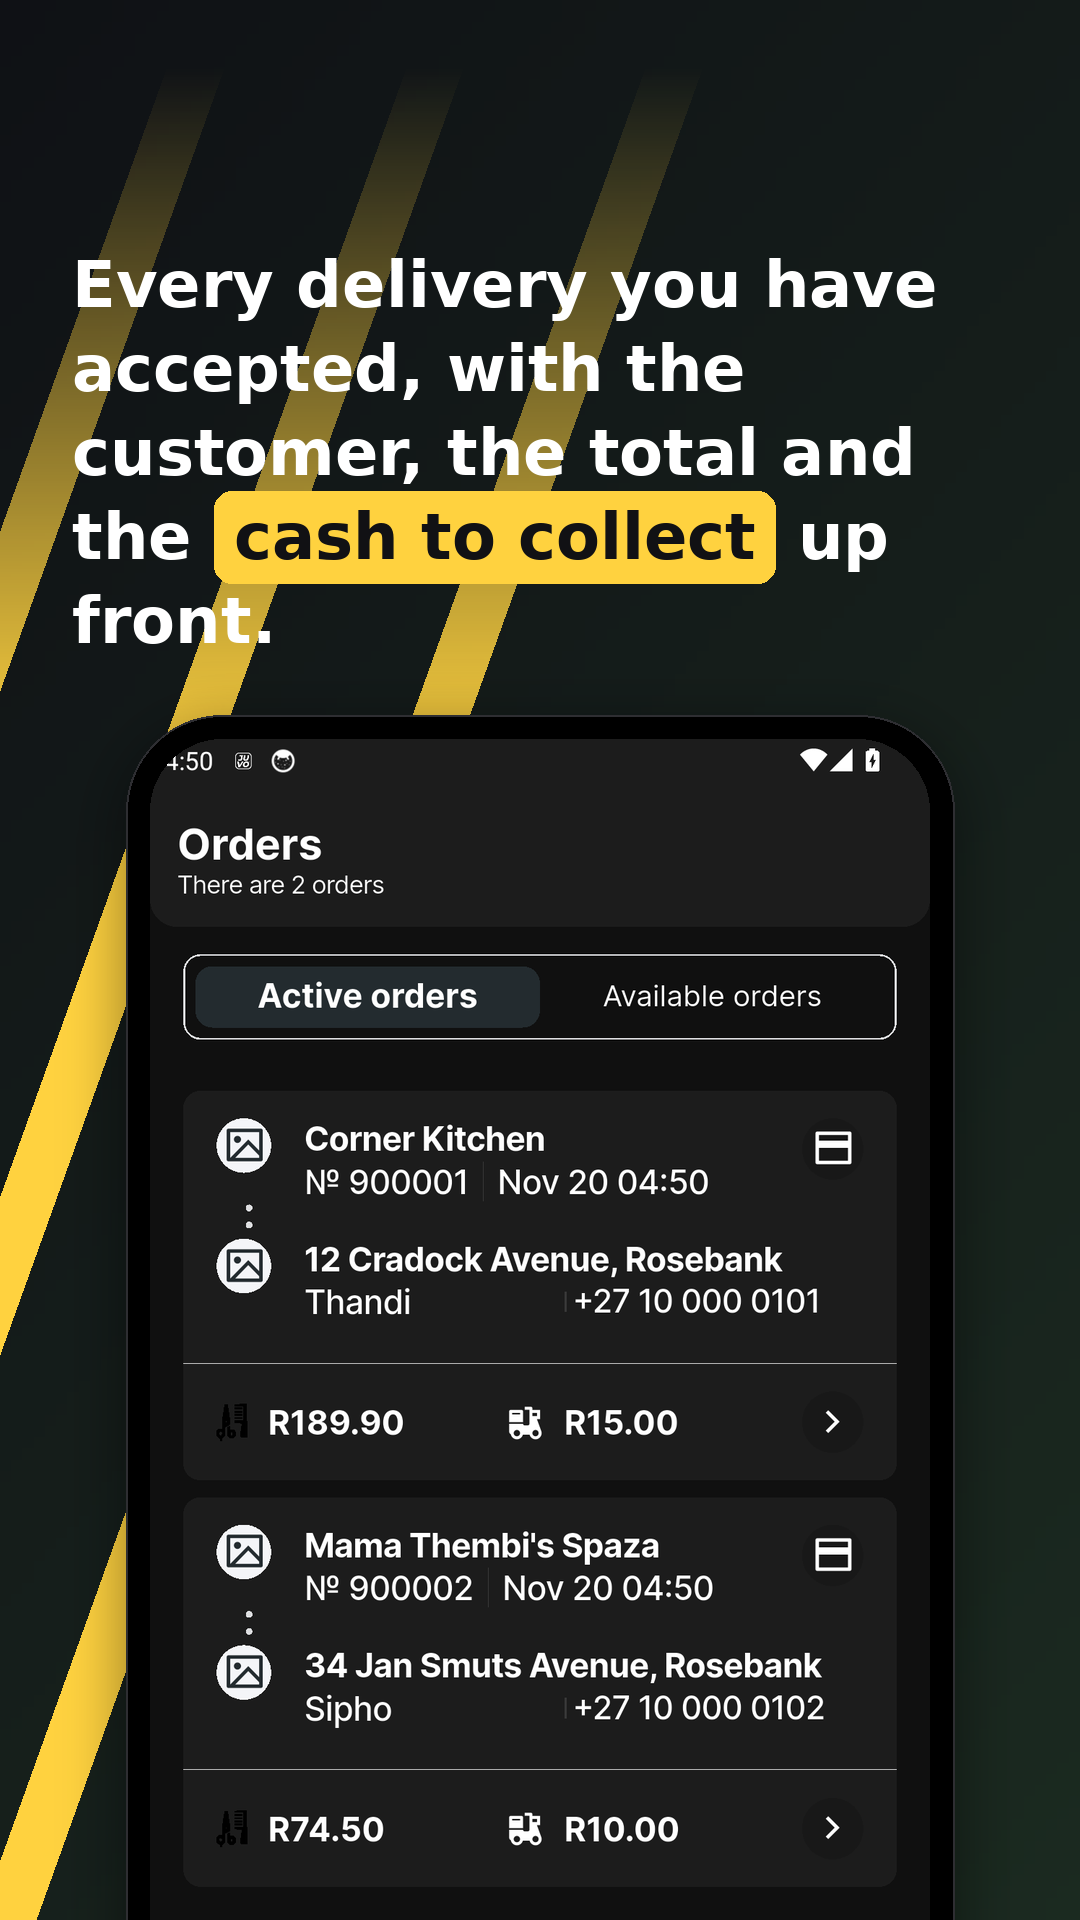 Every delivery you have
accepted, with the
customer, the total and
the cash to collect up
front.
4:50 JUVO
Orders
There are 2 orders
Active orders Available orders
Corner Kitchen
№ 900001 Nov 20 04:50
12 Cradock Avenue, Rosebank
Thandi +27 10 000 0101
R189.90 R15.00
Mama Thembi's Spaza
№ 900002 Nov 20 04:50
34 Jan Smuts Avenue, Rosebank
Sipho +27 10 000 0102
R74.50 R10.00